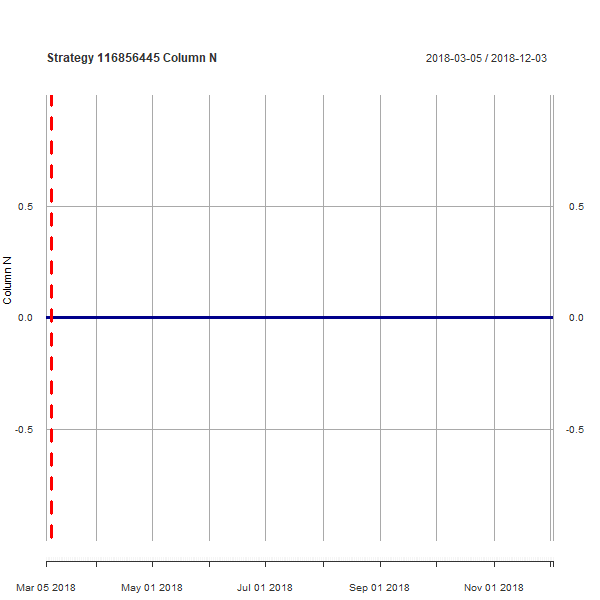 Strategy 116856445 Column N
2018-03-05 / 2018-12-03
0.5
0.5
Column N
0.0
0.0
-0.5
-0.5
Mar 05 2018
May 01 2018
Jul 01 2018
Sep 01 2018
Nov 01 2018